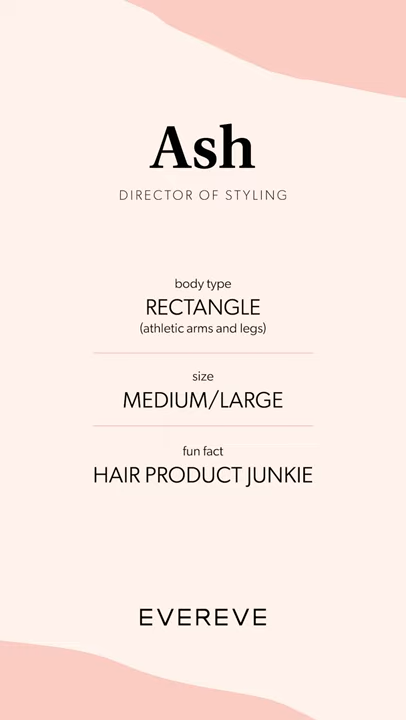 Ash
DIRECTOR OF STYLING
body type
RECTANGLE
(athletic arms and legs)
size
MEDIUM/LARGE
fun fact
HAIR PRODUCT JUNKIE
EVEREVE